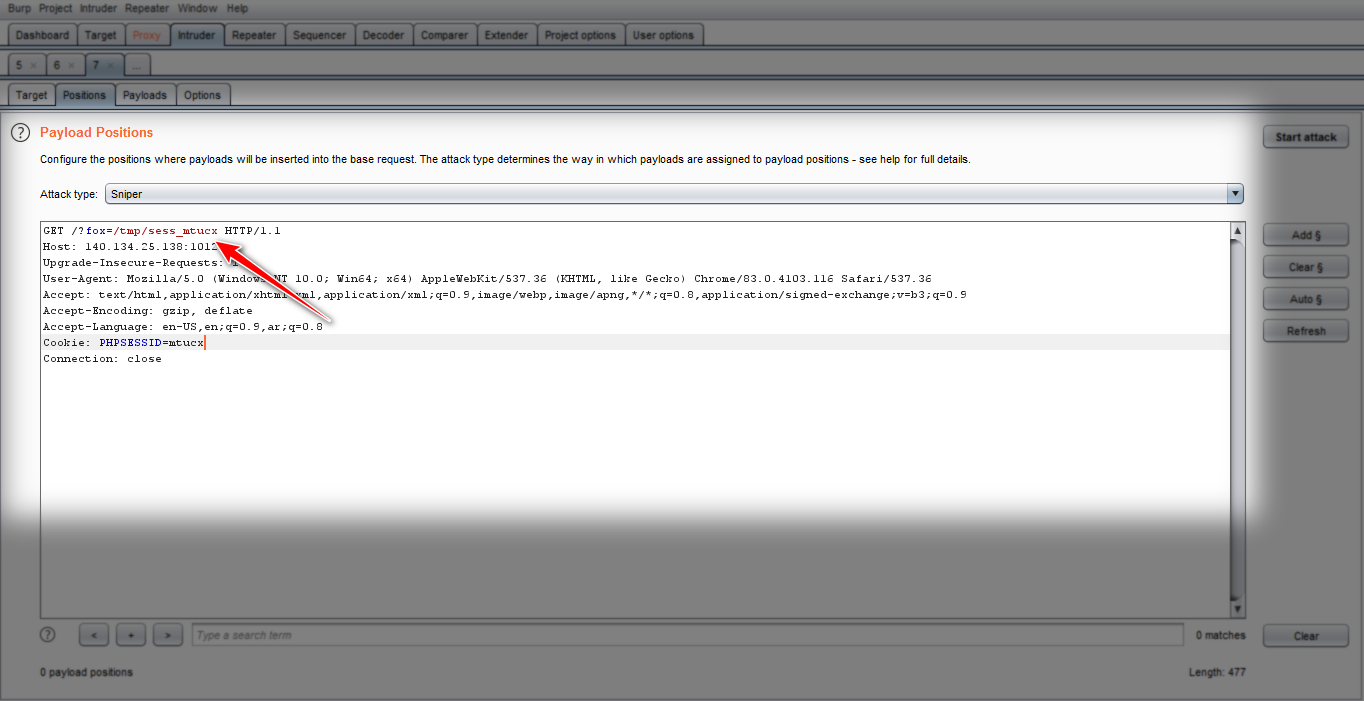 Burp Project Intruder Repeater Window Help
Dashboard Target Proxy Intruder Repeater Sequencer Decoder Comparer Extender Project options User options
5 × 6 × 7 × ...
Target Positions Payloads Options
? Payload Positions
Start attack
Configure the positions where payloads will be inserted into the base request. The attack type determines the way in which payloads are assigned to payload positions - see help for full details.
Attack type: Sniper
GET /?fox=/tmp/sess_mtucx HTTP/1.1
Host: 140.134.25.138:1012
Upgrade-Insecure-Requests:
User-Agent: Mozilla/5.0 (Windows NT 10.0; Win64; x64) AppleWebKit/537.36 (KHTML, like Gecko) Chrome/83.0.4103.116 Safari/537.36
Accept: text/html,application/xhtml+xml,application/xml;q=0.9,image/webp,image/apng,*/*;q=0.8,application/signed-exchange;v=b3;q=0.9
Accept-Encoding: gzip, deflate
Accept-Language: en-US,en;q=0.9,ar;q=0.8
Cookie: PHPSESSID=mtucx
Connection: close
Add §
Clear §
Auto §
Refresh
? < + > Type a search term 0 matches Clear
0 payload positions Length: 477